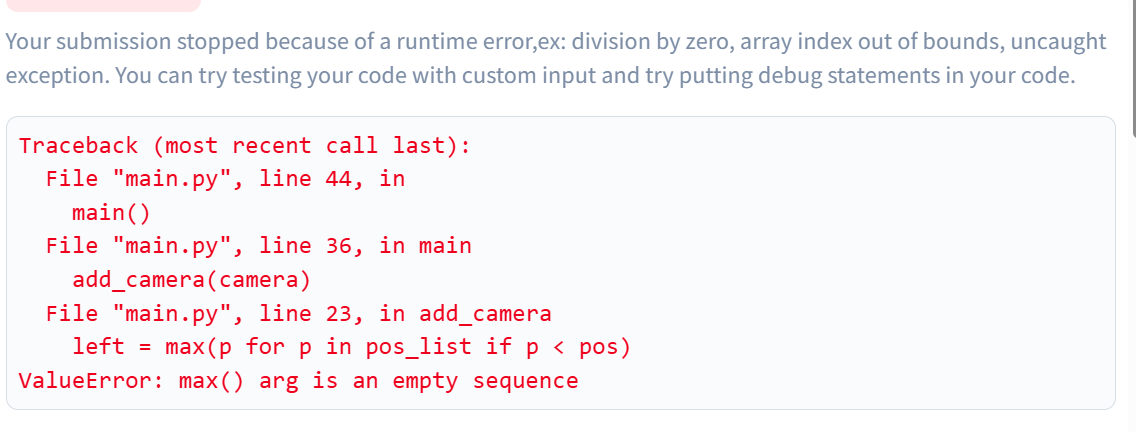 Your submission stopped because of a runtime error,ex: division by zero, array index out of bounds, uncaught
exception. You can try testing your code with custom input and try putting debug statements in your code.
Traceback (most recent call last):
  File "main.py", line 44, in
    main()
  File "main.py", line 36, in main
    add_camera(camera)
  File "main.py", line 23, in add_camera
    left = max(p for p in pos_list if p < pos)
ValueError: max() arg is an empty sequence